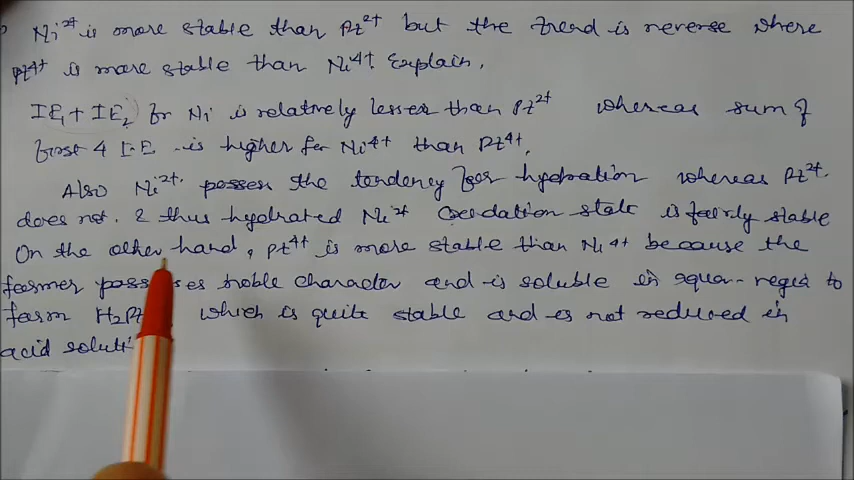 Ni2+ is more stable than Pt2+ but the trend is reverse where
Pt4+ is more stable than Ni4+. Explain.
IE1 + IE2 for Ni is relatively lesser than Pt2+ whereas sum of
first 4 I.E. is higher for Ni4+ than Pt4+.
Also Ni2+ posses the tendency for hydration whereas Pt2+
does not. & thus hydrated Ni2+ Oxidation state is fairly stable
On the other hand, Pt4+ is more stable than Ni4+ because the
former noble character and is soluble in aqua-regia to
form which is quite stable and is not reduced in
acid